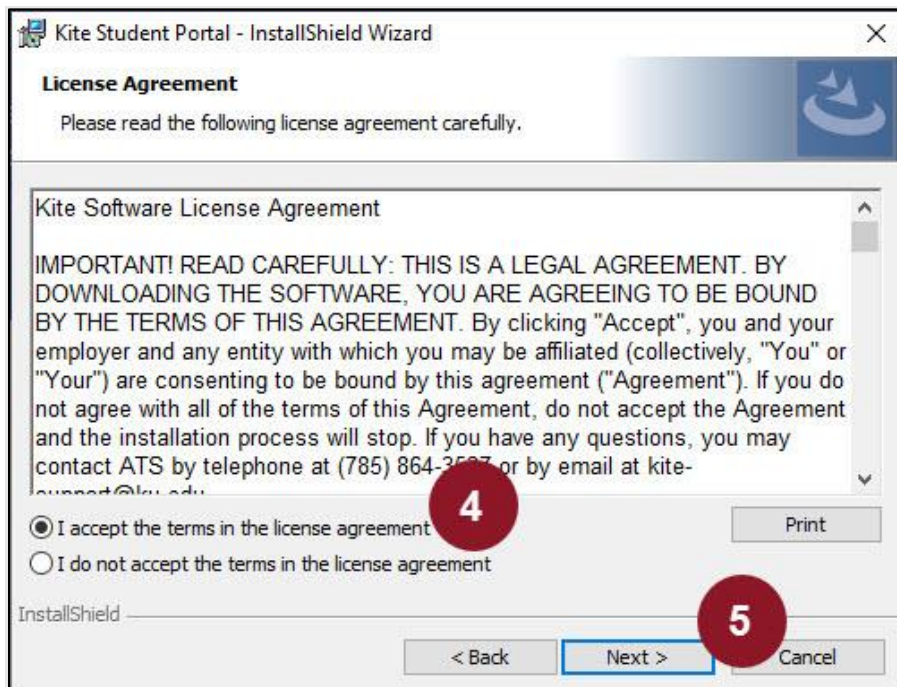 Kite Student Portal - InstallShield Wizard
License Agreement
Please read the following license agreement carefully.
Kite Software License Agreement
IMPORTANT! READ CAREFULLY: THIS IS A LEGAL AGREEMENT. BY
DOWNLOADING THE SOFTWARE, YOU ARE AGREEING TO BE BOUND
BY THE TERMS OF THIS AGREEMENT. By clicking "Accept", you and your
employer and any entity with which you may be affiliated (collectively, "You" or
"Your") are consenting to be bound by this agreement ("Agreement"). If you do
not agree with all of the terms of this Agreement, do not accept the Agreement
and the installation process will stop. If you have any questions, you may
contact ATS by telephone at (785) or by email at kite-
4
I accept the terms in the license agreement
Print
I do not accept the terms in the license agreement
InstallShield
5
< Back
Next >
Cancel